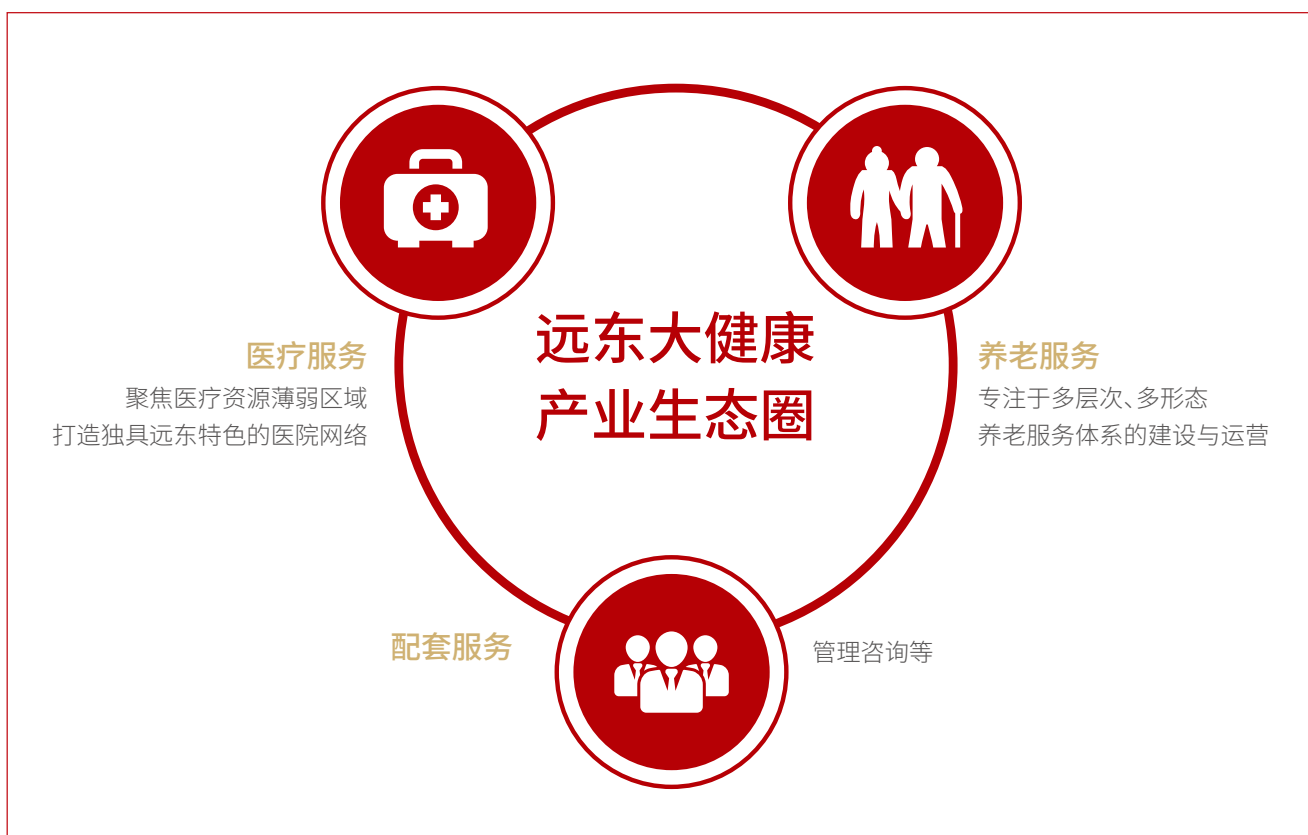 远东大健康
产业生态圈
医疗服务
聚焦医疗资源薄弱区域
打造独具远东特色的医院网络
养老服务
专注于多层次、多形态
养老服务体系的建设与运营
配套服务
管理咨询等